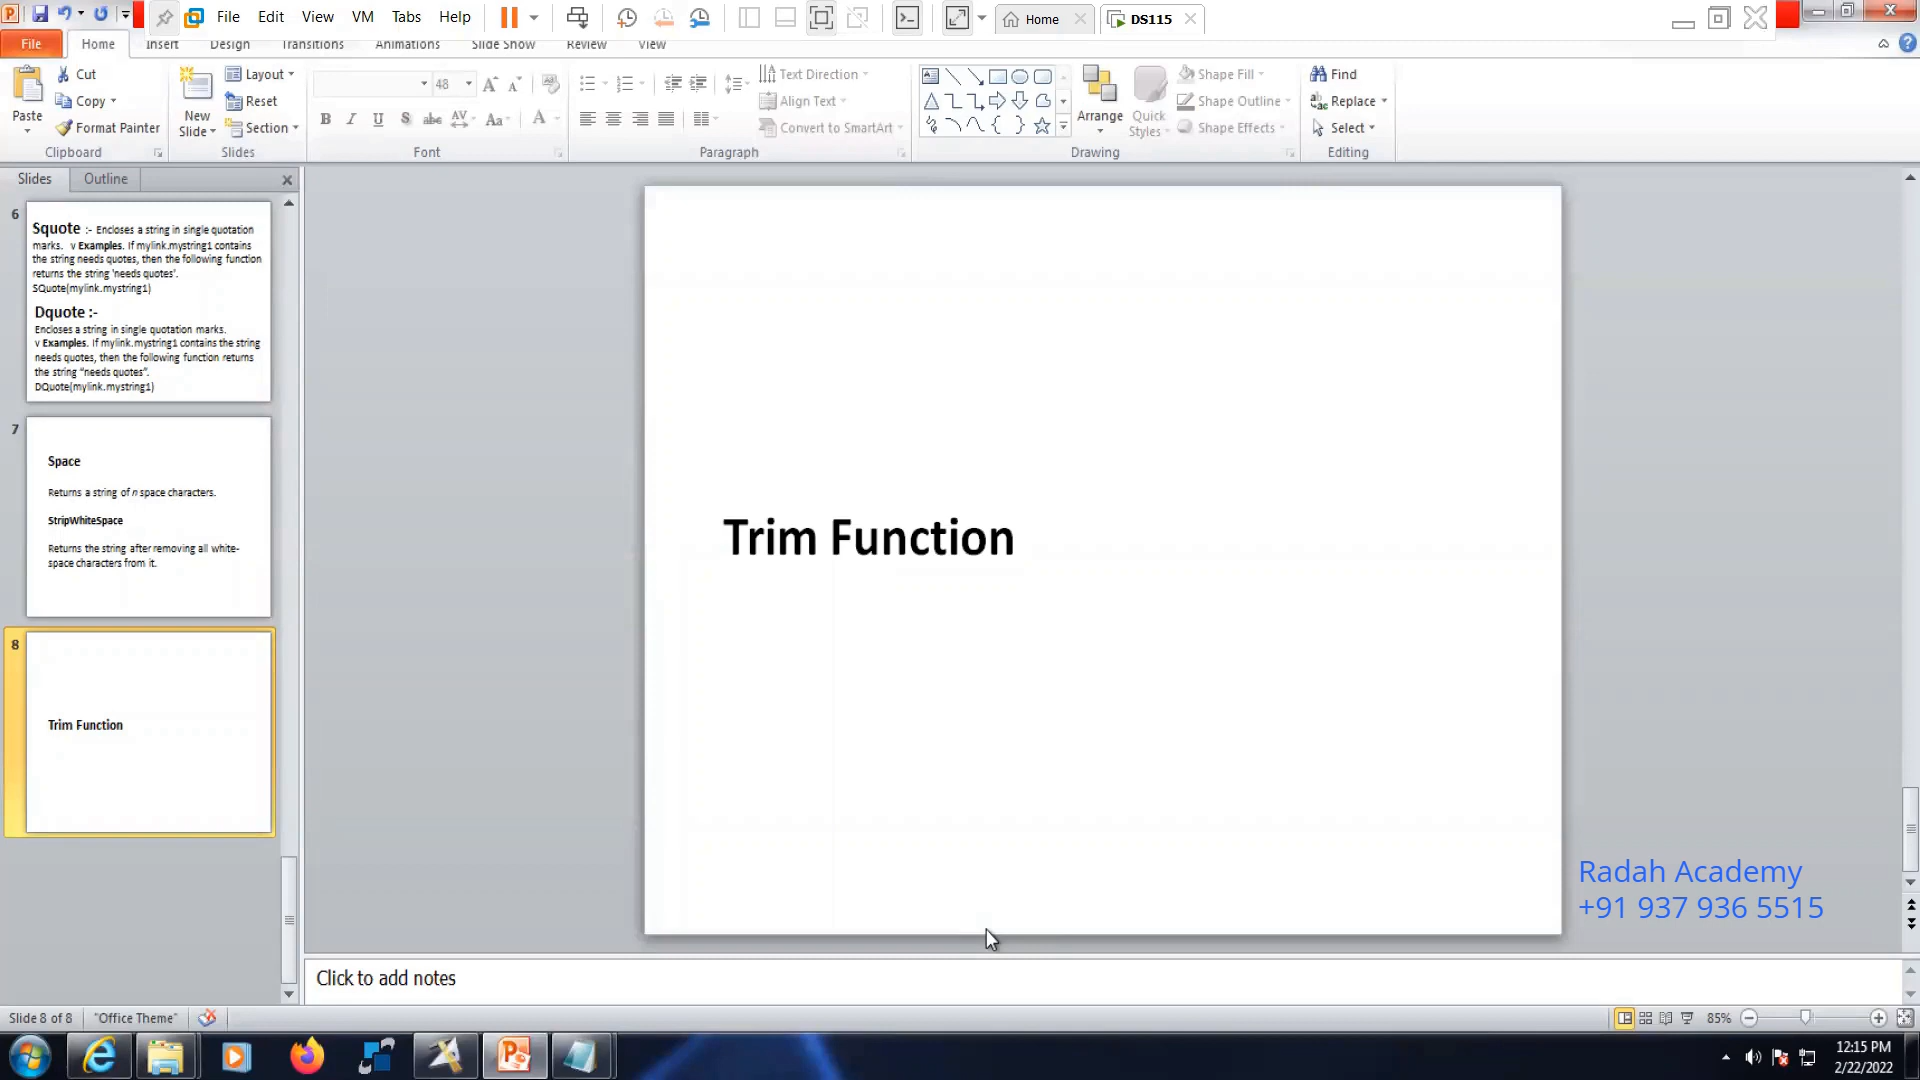 File Edit View VM Tabs Help Home DS115
File Home Insert Design Transitions Animations Slide Show Review View
Paste
Cut
Copy
Format Painter
Clipboard
New Slide
Layout
Reset
Section
Slides
48
Font
Text Direction
Align Text
Convert to SmartArt
Paragraph
Arrange
Quick Styles
Shape Fill
Shape Outline
Shape Effects
Drawing
Find
Replace
Select
Editing
Slides Outline
6
Squote :- Encloses a string in single quotation
marks. v Examples. If mylink.mystring1 contains
the string needs quotes, then the following function
returns the string 'needs quotes'.
SQuote(mylink.mystring1)
Dquote :-
Encloses a string in single quotation marks.
v Examples. If mylink.mystring1 contains the string
needs quotes, then the following function returns
the string “needs quotes”.
DQuote(mylink.mystring1)
7
Space
Returns a string of n space characters.
StripWhiteSpace
Returns the string after removing all white-
space characters from it.
8
Trim Function
Trim Function
Radah Academy
+91 937 936 5515
Click to add notes
Slide 8 of 8 "Office Theme" 85%
12:15 PM
2/22/2022